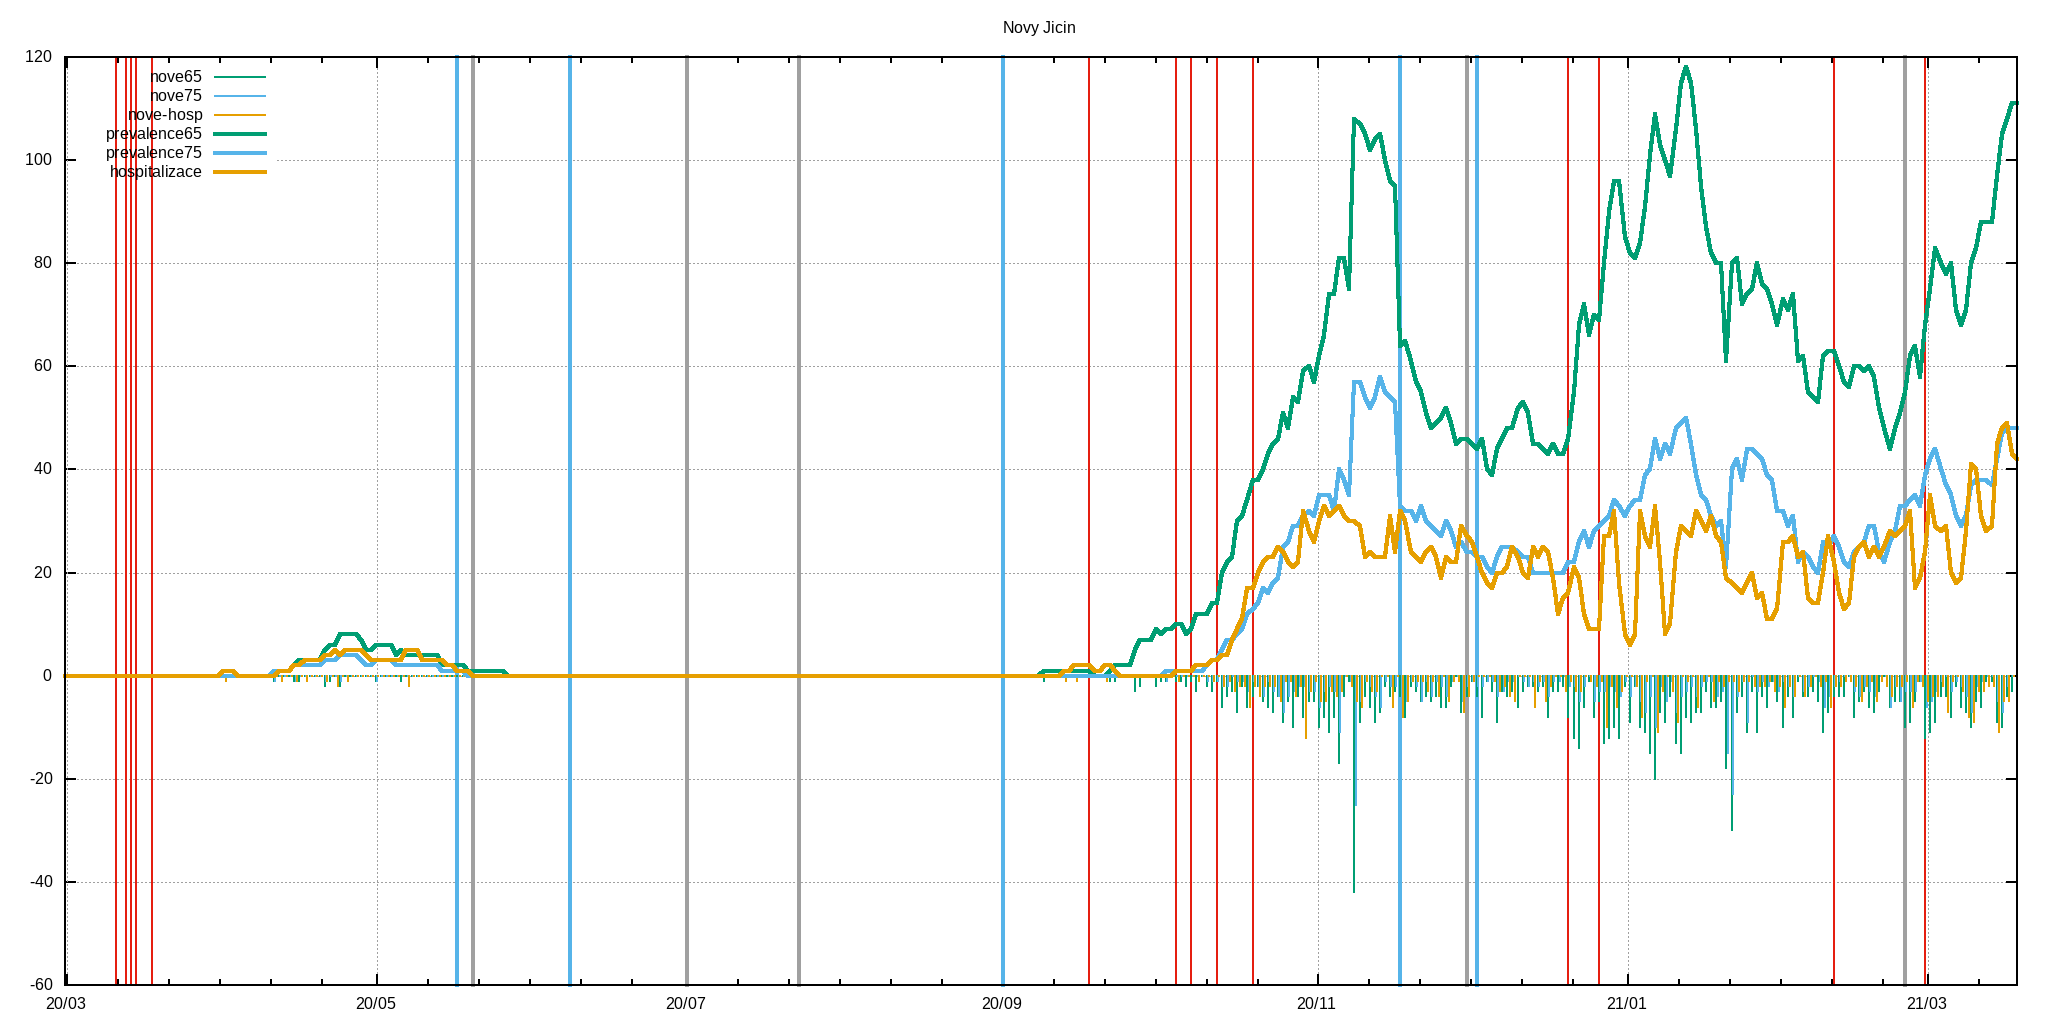 Novy Jicin
120
100
80
60
40
20
0
-20
-40
-60
nove65
nove75
nove-hosp
prevalence65
prevalence75
hospitalizace
20/03 20/05 20/07 20/09 20/11 21/01 21/03